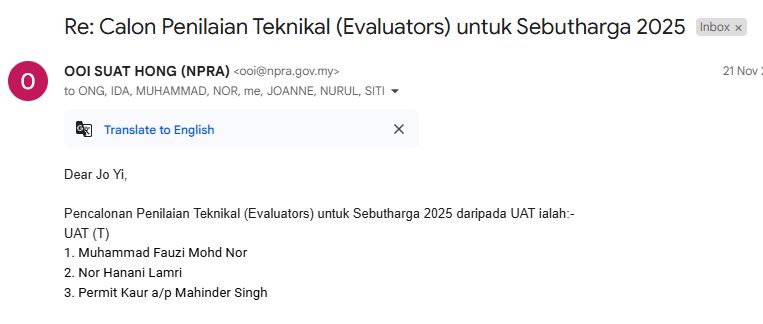 Re: Calon Penilaian Teknikal (Evaluators) untuk Sebutharga 2025 Inbox ×
O
OOI SUAT HONG (NPRA) <ooi@npra.gov.my> 21 Nov
to ONG, IDA, MUHAMMAD, NOR, me, JOANNE, NURUL, SITI
Translate to English
Dear Jo Yi,
Pencalonan Penilaian Teknikal (Evaluators) untuk Sebutharga 2025 daripada UAT ialah:-
UAT (T)
1. Muhammad Fauzi Mohd Nor
2. Nor Hanani Lamri
3. Permit Kaur a/p Mahinder Singh